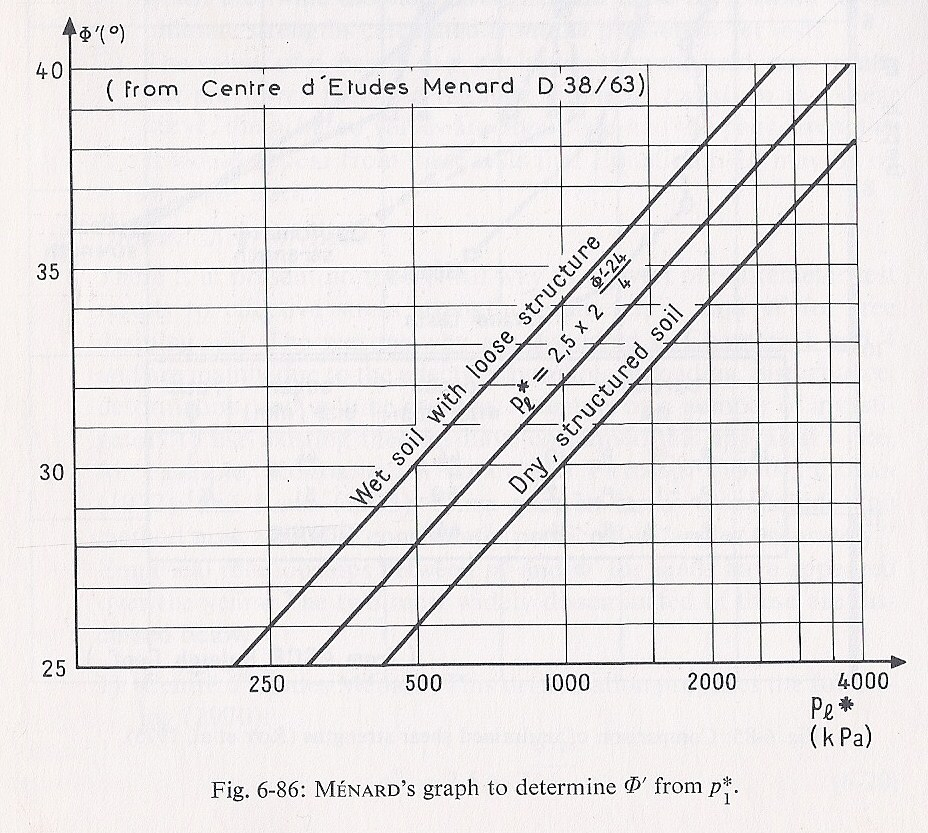 Φ'(°)
40
( from Centre d'Etudes Menard D 38/63)
35
30
25
Wet soil with loose structure
pℓ* = 2,5 x 2 Φ'-24/4
Dry, structured soil
250 500 1000 2000 4000
Pℓ*
(kPa)
Fig. 6-86: MÉNARD'S graph to determine Φ' from p*1.